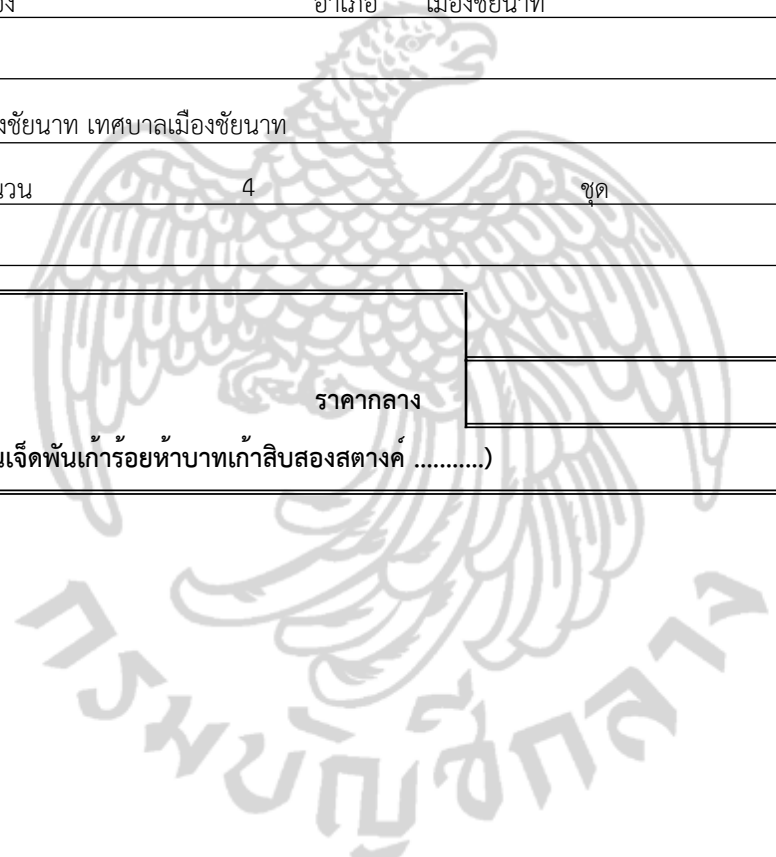 อำเภอ เมืองชัยนาท
งชัยนาท เทศบาลเมืองชัยนาท
นวน 4 ชุด
ราคากลาง
นเจ็ดพันเก้าร้อยห้าบาทเก้าสิบสองสตางค์ ...........)
กรมบัญชีกลาง